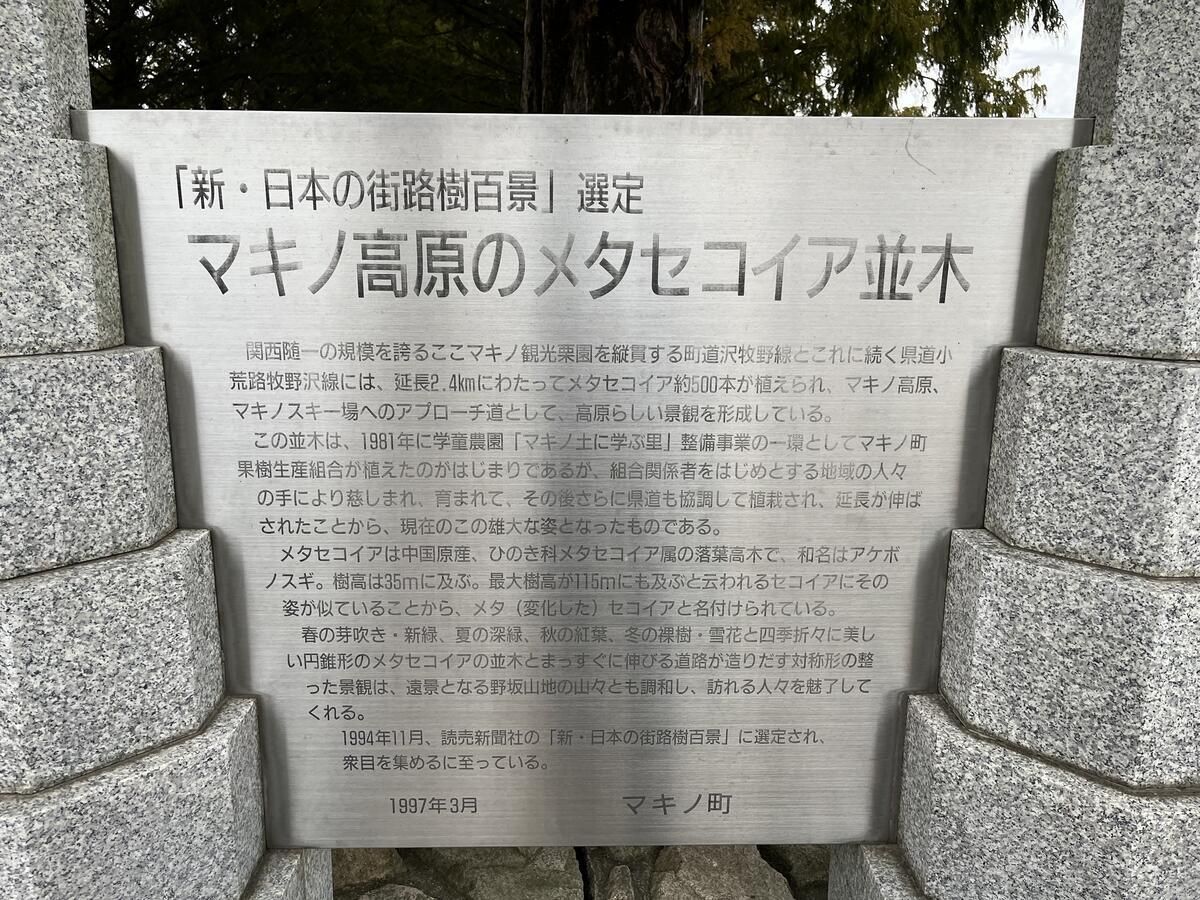 「新・日本の街路樹百景」選定
マキノ高原のメタセコイア並木
関西随一の規模を誇るここマキノ観光栗園を縦貫する町道沢牧野線とこれに続く県道小
荒路牧野沢線には、延長2.4kmにわたってメタセコイア約500本が植えられ、マキノ高原、
マキノスキー場へのアプローチ道として、高原らしい景観を形成している。
この並木は、1981年に学童農園「マキノ土に学ぶ里」整備事業の一環としてマキノ町
果樹生産組合が植えたのがはじまりであるが、組合関係者をはじめとする地域の人々
の手により慈しまれ、育まれて、その後さらに県道も協調して植栽され、延長が伸ば
されたことから、現在のこの雄大な姿となったものである。
メタセコイアは中国原産、ひのき科メタセコイア属の落葉高木で、和名はアケボ
ノスギ。樹高は35mに及ぶ。最大樹高が115mにも及ぶと云われるセコイアにその
姿が似ていることから、メタ（変化した）セコイアと名付けられている。
春の芽吹き・新緑、夏の深緑、秋の紅葉、冬の裸樹・雪花と四季折々に美し
い円錐形のメタセコイアの並木とまっすぐに伸びる道路が造りだす対称形の整
った景観は、遠景となる野坂山地の山々とも調和し、訪れる人々を魅了して
くれる。
1994年11月、読売新聞社の「新・日本の街路樹百景」に選定され、
衆目を集めるに至っている。
1997年3月 マキノ町